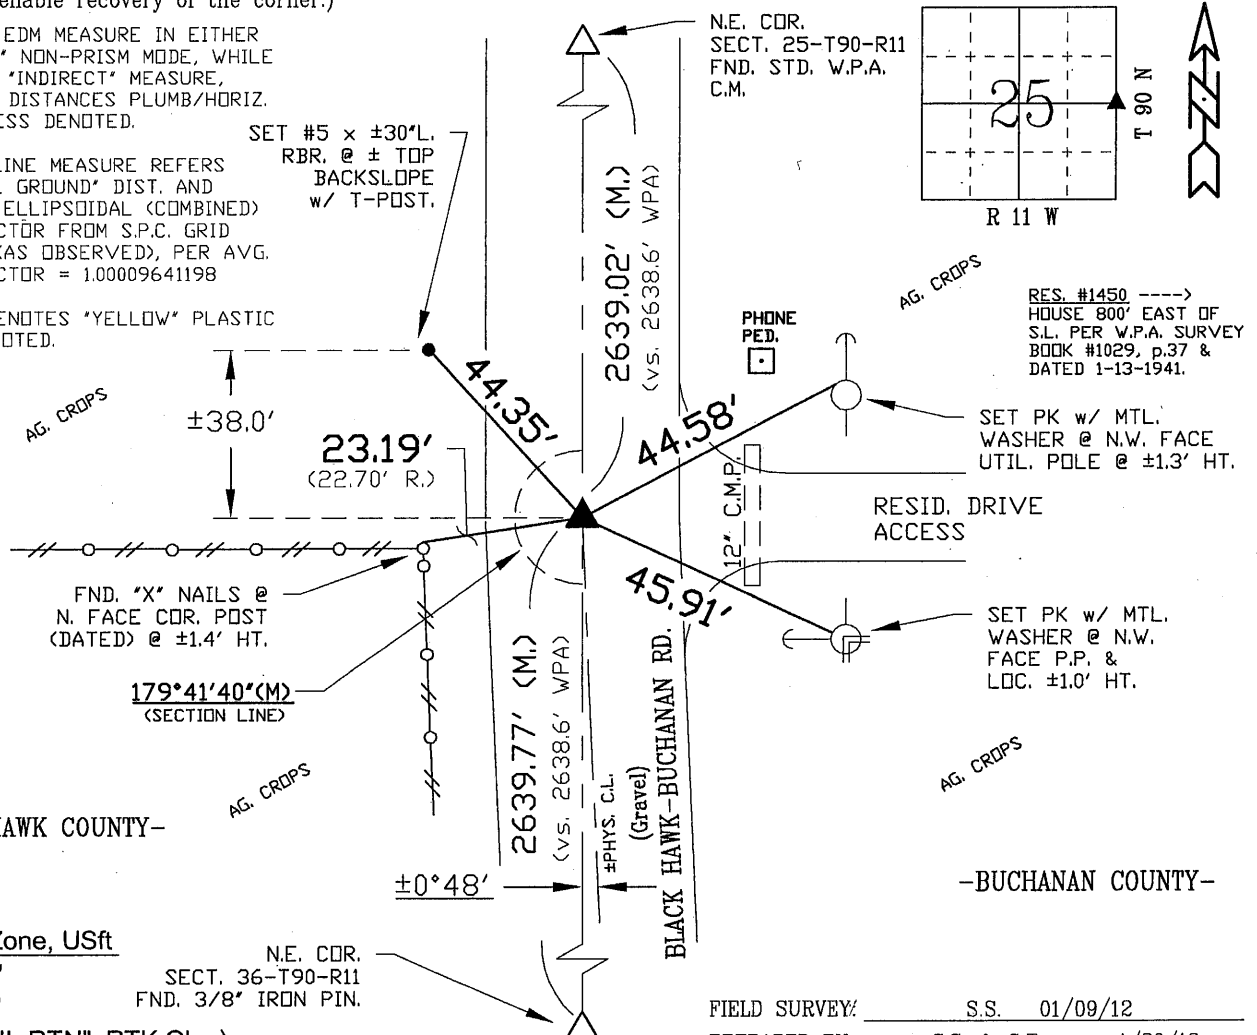 enable recovery of the corner.)
EDM MEASURE IN EITHER
" NON-PRISM MODE, WHILE
"INDIRECT" MEASURE,
DISTANCES PLUMB/HORIZ.
ESS DENOTED.
LINE MEASURE REFERS
GROUND" DIST. AND
ELLIPSOIDAL (COMBINED)
CTOR FROM S.P.C. GRID
(AS OBSERVED), PER AVG.
CTOR = 1.00009641198
ENOTES "YELLOW" PLASTIC
OTED.
SET #5 x ±30"L.
RBR. @ ± TOP
BACKSLOPE
w/ T-POST.
N.E. COR.
SECT. 25-T90-R11
FND. STD. W.P.A.
C.M.
25
T 90 N
R 11 W
N
2639.02' (M.)
(vs. 2638.6' WPA)
AG. CROPS
RES. #1450 ---->
HOUSE 800' EAST OF
S.L. PER W.P.A. SURVEY
BOOK #1029, p.37 &
DATED 1-13-1941.
PHONE
PED.
AG. CROPS
±38.0'
44.35'
44.58'
23.19'
(22.70' R.)
SET PK w/ MTL.
WASHER @ N.W. FACE
UTIL. POLE @ ±1.3' HT.
12" C.M.P.
RESID. DRIVE
ACCESS
FND. "X" NAILS @
N. FACE COR. POST
(DATED) @ ±1.4' HT.
45.91'
SET PK w/ MTL.
WASHER @ N.W.
FACE P.P. &
LOC. ±1.0' HT.
179°41'40"(M)
(SECTION LINE)
2639.77' (M.)
(vs. 2638.6' WPA)
±PHYS. C.L.
(Gravel)
BLACK HAWK-BUCHANAN RD.
AG. CROPS
AG. CROPS
HAWK COUNTY-
±0°48'
-BUCHANAN COUNTY-
Zone, USft
N.E. COR.
SECT. 36-T90-R11
FND. 3/8" IRON PIN.
FIELD SURVEY: S.S. 01/09/12